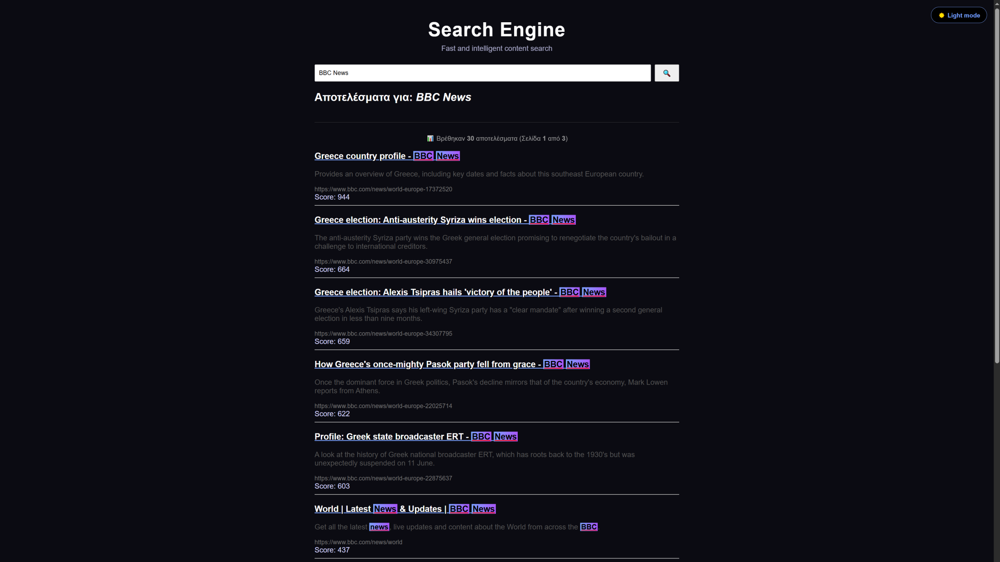 Light mode
Search Engine
Fast and intelligent content search
BBC News
Αποτελέσματα για: BBC News
Βρέθηκαν 30 αποτελέσματα (Σελίδα 1 από 3)
Greece country profile - BBC News
Provides an overview of Greece, including key dates and facts about this southeast European country.
https://www.bbc.com/news/world-europe-17372520
Score: 944
Greece election: Anti-austerity Syriza wins election - BBC News
The anti-austerity Syriza party wins the Greek general election promising to renegotiate the country's bailout in a
challenge to international creditors.
https://www.bbc.com/news/world-europe-30975437
Score: 664
Greece election: Alexis Tsipras hails 'victory of the people' - BBC News
Greece's Alexis Tsipras says his left-wing Syriza party has a "clear mandate" after winning a second general
election in less than nine months.
https://www.bbc.com/news/world-europe-34307795
Score: 659
How Greece's once-mighty Pasok party fell from grace - BBC News
Once the dominant force in Greek politics, Pasok's decline mirrors that of the country's economy, Mark Lowen
reports from Athens.
https://www.bbc.com/news/world-europe-22025714
Score: 622
Profile: Greek state broadcaster ERT - BBC News
A look at the history of Greek national broadcaster ERT, which has roots back to the 1930's but was
unexpectedly suspended on 11 June.
https://www.bbc.com/news/world-europe-22875637
Score: 603
World | Latest News & Updates | BBC News
Get all the latest news, live updates and content about the World from across the BBC.
https://www.bbc.com/news/world
Score: 437